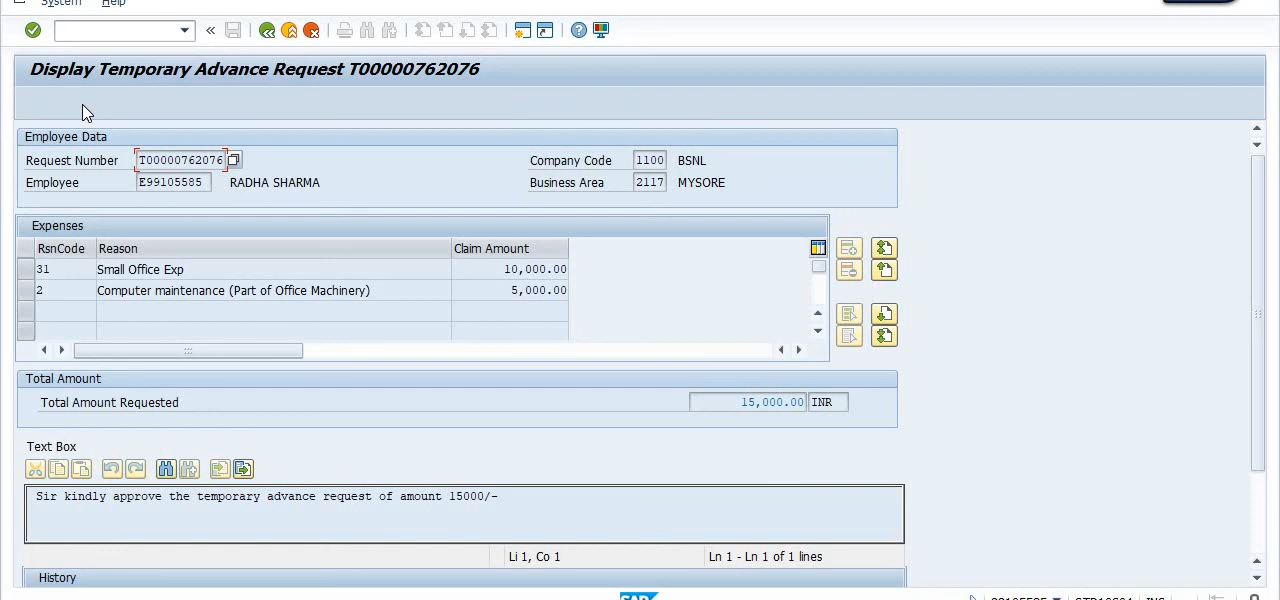 System Help
Display Temporary Advance Request T00000762076
Employee Data
Request Number T00000762076 Company Code 1100 BSNL
Employee E99105585 RADHA SHARMA Business Area 2117 MYSORE
Expenses
RsnCode Reason Claim Amount
31 Small Office Exp 10,000.00
2 Computer maintenance (Part of Office Machinery) 5,000.00
Total Amount
Total Amount Requested 15,000.00 INR
Text Box
Sir kindly approve the temporary advance request of amount 15000/-
Li 1, Co 1 Ln 1 - Ln 1 of 1 lines
History
SAP